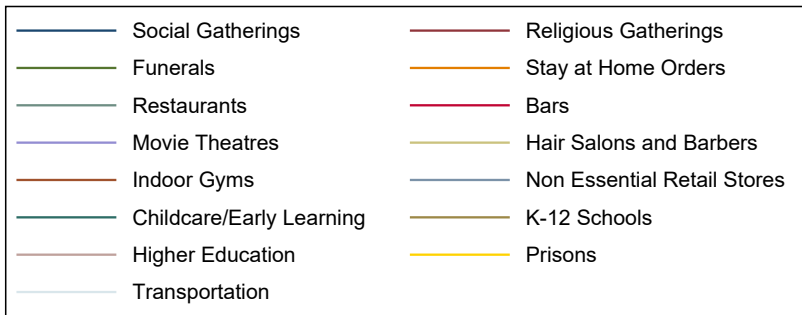 Social Gatherings
Religious Gatherings
Funerals
Stay at Home Orders
Restaurants
Bars
Movie Theatres
Hair Salons and Barbers
Indoor Gyms
Non Essential Retail Stores
Childcare/Early Learning
K-12 Schools
Higher Education
Prisons
Transportation